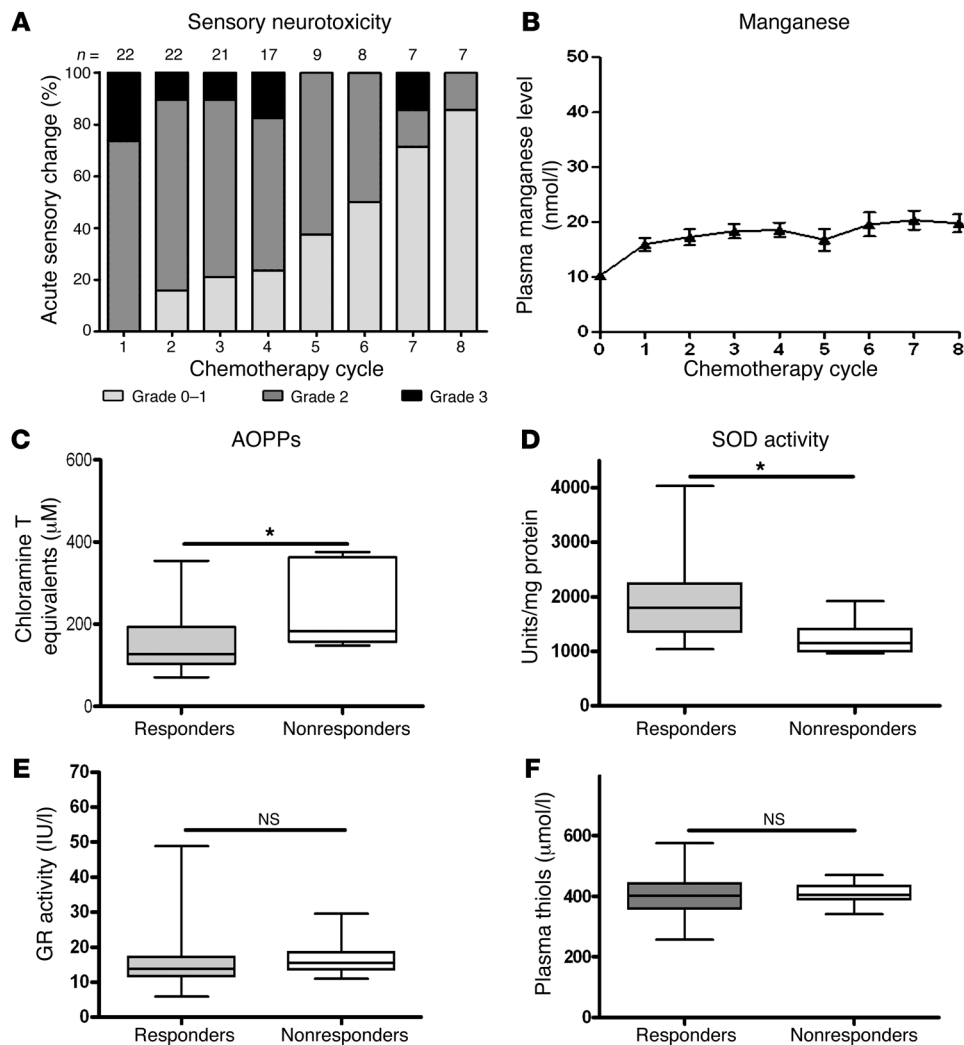 A
Sensory neurotoxicity
n = 22 22 21 17 9 8 7 7
Acute sensory change (%)
100
80
60
40
20
0
1 2 3 4 5 6 7 8
Chemotherapy cycle
Grade 0–1 Grade 2 Grade 3
B
Manganese
Plasma manganese level
(nmol/l)
50
40
30
20
10
0
0 1 2 3 4 5 6 7 8
Chemotherapy cycle
C
AOPPs
Chloramine T
equivalents (μM)
600
400
200
0
*
Responders Nonresponders
D
SOD activity
Units/mg protein
4000
3000
2000
1000
0
*
Responders Nonresponders
E
GR activity (IU/l)
70
60
50
40
30
20
10
0
NS
Responders Nonresponders
F
Plasma thiols (μmol/l)
600
400
200
0
NS
Responders Nonresponders